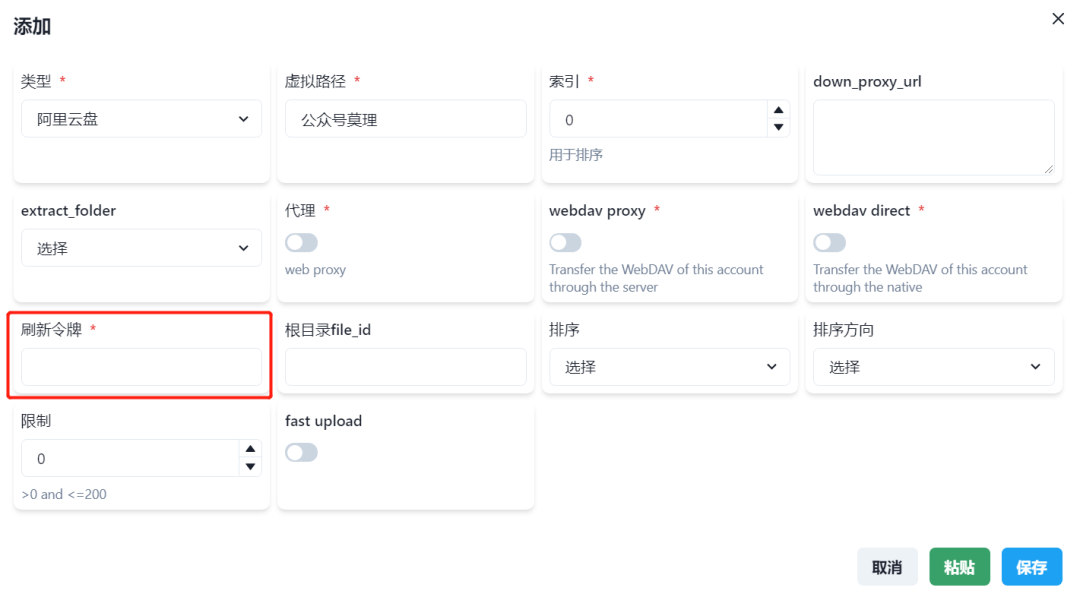 添加
类型 *
阿里云盘
虚拟路径 *
公众号莫理
索引 *
0
用于排序
down_proxy_url
extract_folder
选择
代理 *
web proxy
webdav proxy *
Transfer the WebDAV of this account
through the server
webdav direct *
Transfer the WebDAV of this account
through the native
刷新令牌 *
根目录file_id
排序
选择
排序方向
选择
限制
0
>0 and <=200
fast upload
取消
粘贴
保存